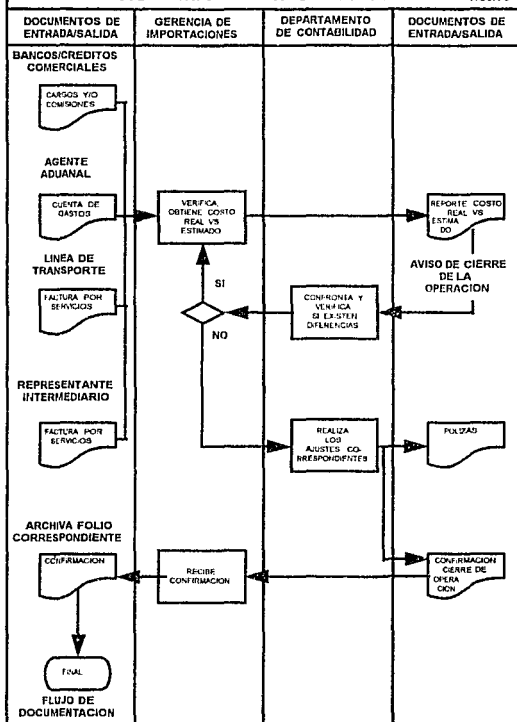 DOCUMENTOS DE
ENTRADA/SALIDA
GERENCIA DE
IMPORTACIONES
DEPARTAMENTO
DE CONTABILIDAD
DOCUMENTOS DE
ENTRADA/SALIDA
BANCOS/CREDITOS
COMERCIALES
CARGOS Y/O
COMISIONES
AGENTE
ADUANAL
CUENTA DE
GASTOS
VERIFICA,
OBTIENE COSTO
REAL VS
ESTIMADO
REPORTE COSTO
REAL VS
ESTIMA
DO
LINEA DE
TRANSPORTE
SI
AVISO DE CIERRE
DE LA
OPERACION
FACTURA POR
SERVICIOS
NO
CONFRONTA Y
VERIFICA
SI EXISTEN
DIFERENCIAS
REPRESENTANTE
INTERMEDIARIO
FACTURA POR
SERVICIOS
REALIZA
LOS
AJUSTES CO-
RRESPONDIENTES
POLIZAS
ARCHIVA FOLIO
CORRESPONDIENTE
CONFIRMACION
RECIBE
CONFIRMACION
CONFIRMACION
CIERRE DE
OPERA
CION
FINAL
FLUJO DE
DOCUMENTACION